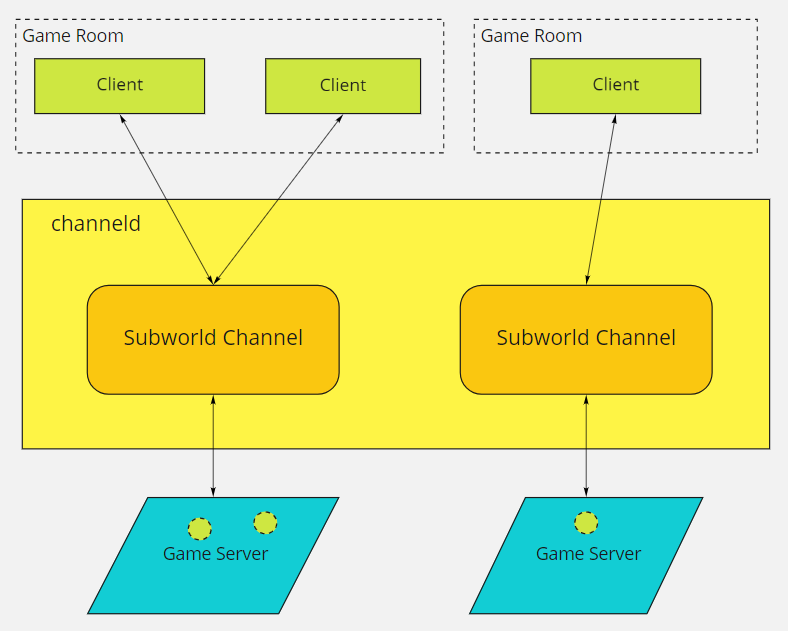 Game Room
Game Room
Client
Client
Client
channeld
Subworld Channel
Subworld Channel
Game Server
Game Server